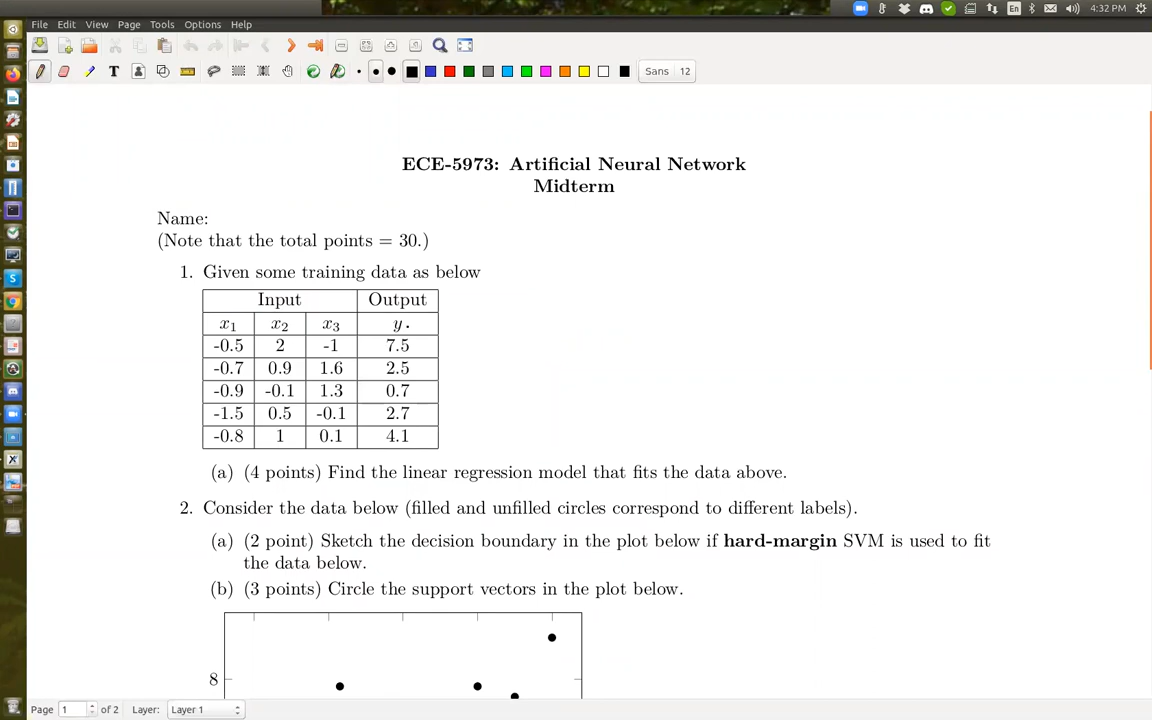 4:32 PM
En
File Edit View Page Tools Options Help
T Sans 12
ECE-5973: Artificial Neural Network
Midterm
Name:
(Note that the total points = 30.)
1. Given some training data as below
Input Output
x₁ x₂ x₃ y.
-0.5 2 -1 7.5
-0.7 0.9 1.6 2.5
-0.9 -0.1 1.3 0.7
-1.5 0.5 -0.1 2.7
-0.8 1 0.1 4.1
(a) (4 points) Find the linear regression model that fits the data above.
2. Consider the data below (filled and unfilled circles correspond to different labels).
(a) (2 point) Sketch the decision boundary in the plot below if hard-margin SVM is used to fit
the data below.
(b) (3 points) Circle the support vectors in the plot below.
8
Page 1 of 2 Layer: Layer 1